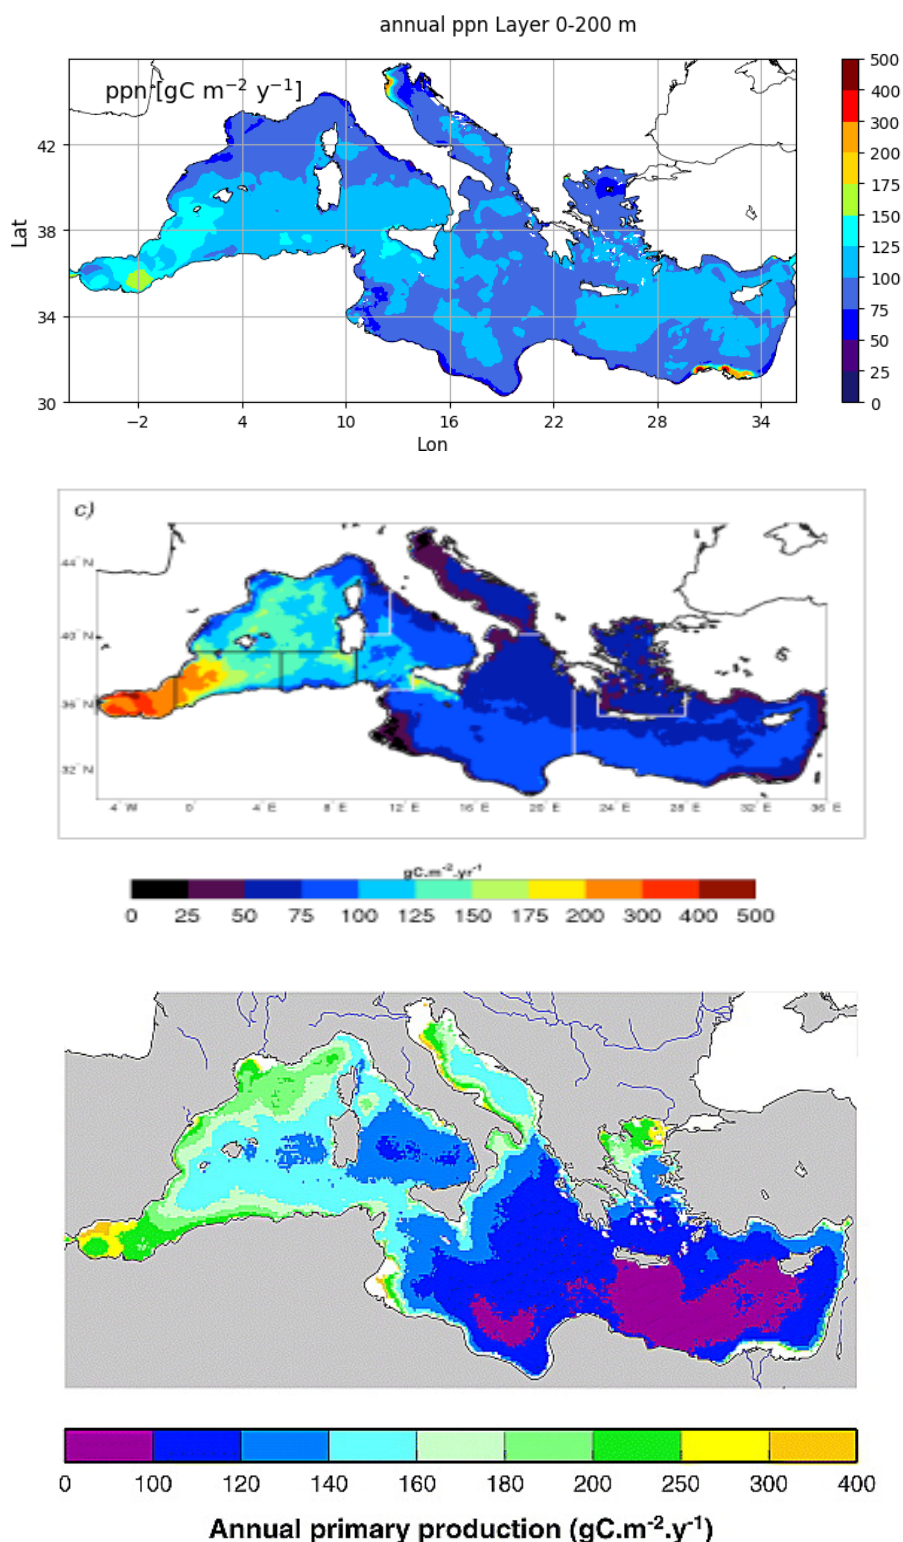 annual ppn Layer 0-200 m
ppn [gC m⁻² y⁻¹]
42
38
34
30
Lat
−2 4 10 16 22 28 34
Lon
500
400
300
200
175
150
125
100
75
50
25
0
c)
44° N
40° N
36° N
32° N
4° W 0° 4° E 8° E 12° E 16° E 20° E 24° E 28° E 32° E 36° E
gC.m⁻².yr⁻¹
0 25 50 75 100 125 150 175 200 300 400 500
0 100 120 140 160 180 200 250 300 400
Annual primary production (gC.m⁻².y⁻¹)